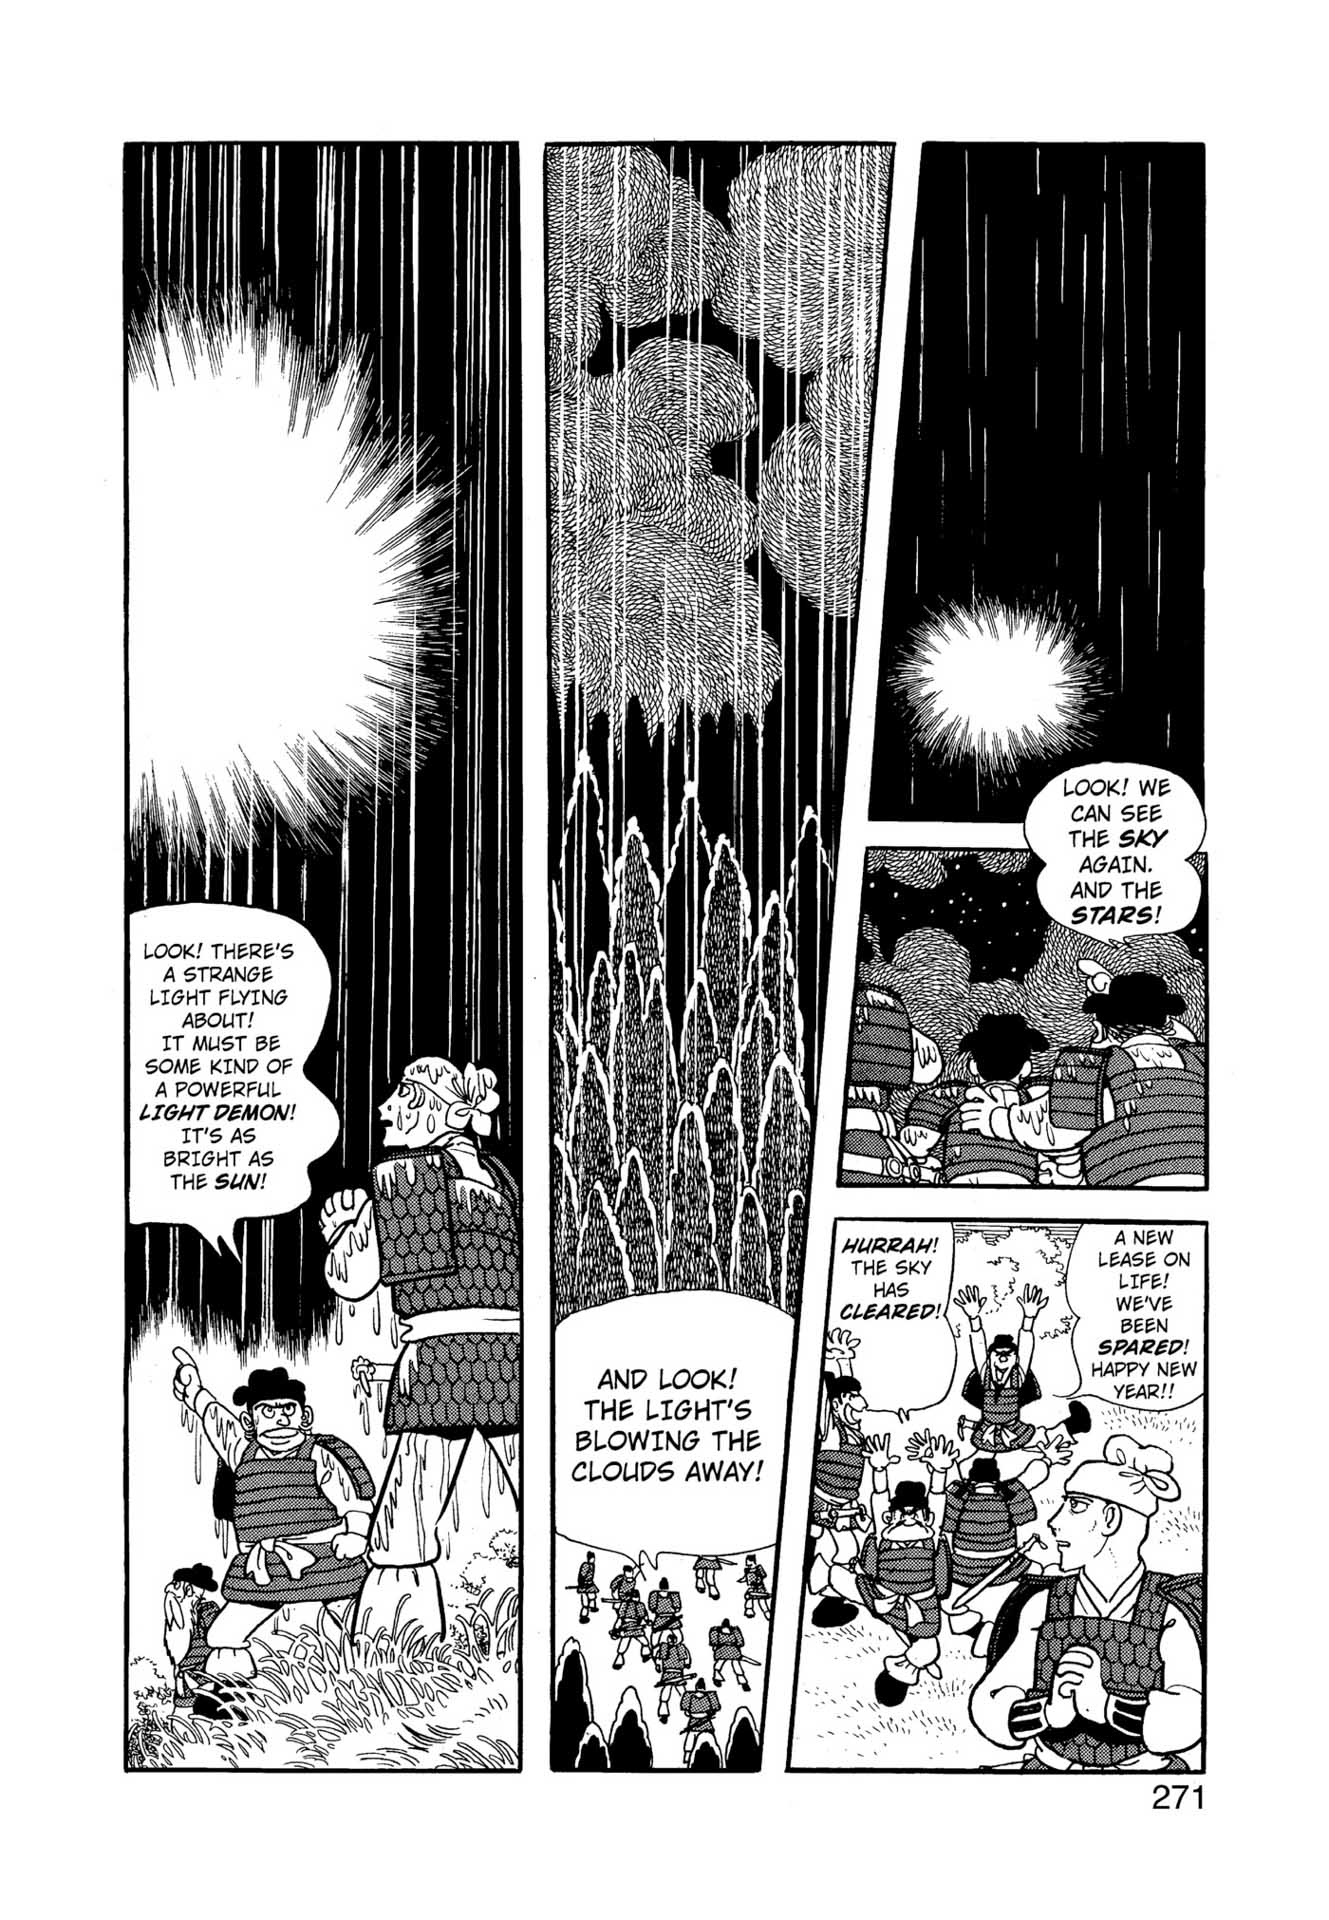 LOOK! THERE'S
A STRANGE
LIGHT FLYING
ABOUT!
IT MUST BE
SOME KIND OF
A POWERFUL
LIGHT DEMON!
IT'S AS
BRIGHT AS
THE SUN!
AND LOOK!
THE LIGHT'S
BLOWING THE
CLOUDS AWAY!
LOOK! WE
CAN SEE
THE SKY
AGAIN.
AND THE
STARS!
HURRAH!
THE SKY
HAS
CLEARED!
A NEW
LEASE ON
LIFE!
WE'VE
BEEN
SPARED!
HAPPY NEW
YEAR!!
271